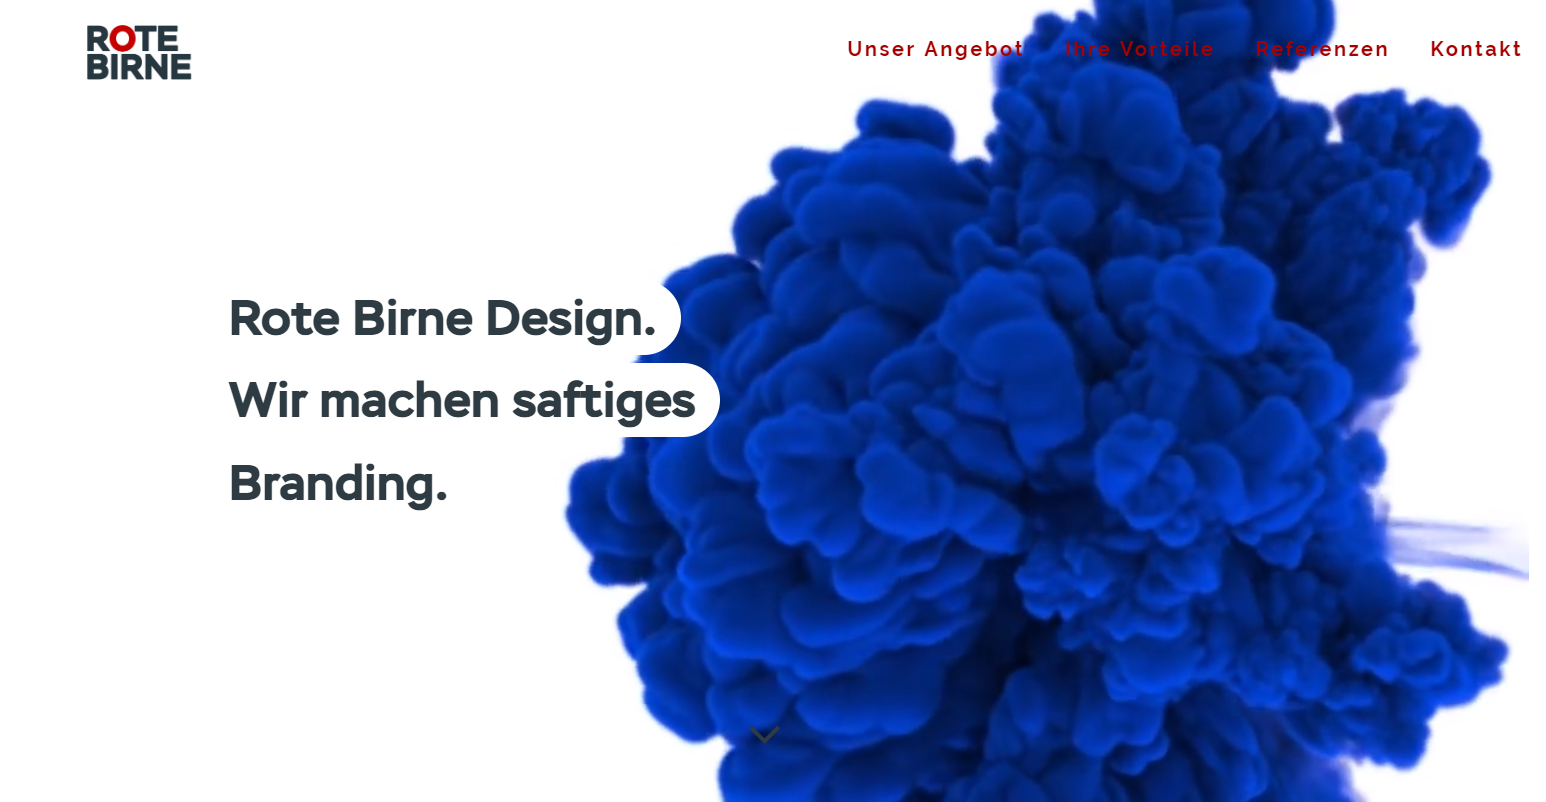 ROTE
BIRNE
Unser Angebot Ihre Vorteile Referenzen Kontakt
Rote Birne Design.
Wir machen saftiges
Branding.